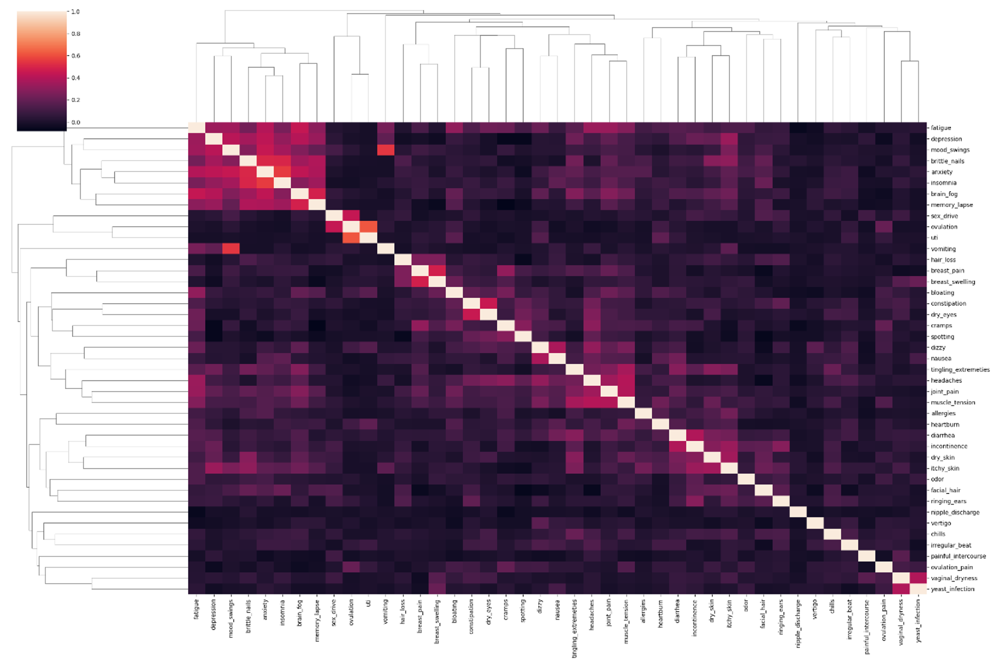 1.0
0.8
0.6
0.4
0.2
0.0
fatigue
depression
mood_swings
brittle_nails
anxiety
insomnia
brain_fog
memory_lapse
sex_drive
ovulation
uti
vomiting
hair_loss
breast_pain
breast_swelling
bloating
constipation
dry_eyes
cramps
spotting
dizzy
nausea
tingling_extremeties
headaches
joint_pain
muscle_tension
allergies
heartburn
diarrhea
incontinence
dry_skin
itchy_skin
odor
facial_hair
ringing_ears
nipple_discharge
vertigo
chills
irregular_beat
painful_intercourse
ovulation_pain
vaginal_dryness
yeast_infection
fatigue
depression
mood_swings
brittle_nails
anxiety
insomnia
brain_fog
memory_lapse
sex_drive
ovulation
uti
vomiting
hair_loss
breast_pain
breast_swelling
bloating
constipation
dry_eyes
cramps
spotting
dizzy
nausea
tingling_extremeties
headaches
joint_pain
muscle_tension
allergies
heartburn
diarrhea
incontinence
dry_skin
itchy_skin
odor
facial_hair
ringing_ears
nipple_discharge
vertigo
chills
irregular_beat
painful_intercourse
ovulation_pain
vaginal_dryness
yeast_infection